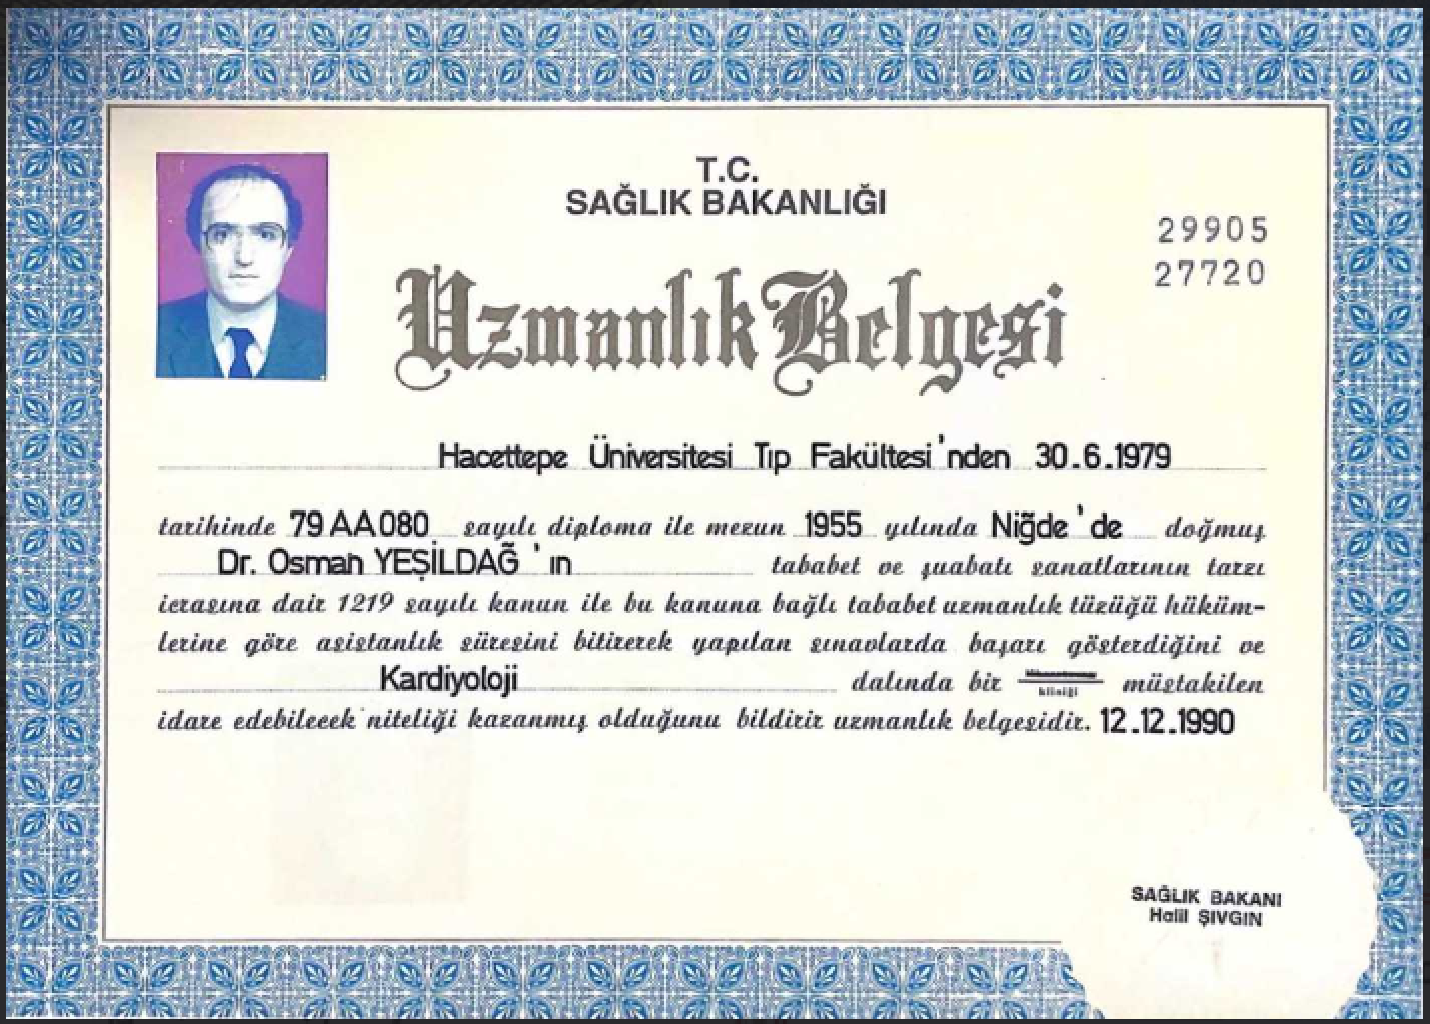 T.C.
SAĞLIK BAKANLIĞI
29905
27720
Uzmanlık Belgesi
Hacettepe Üniversitesi Tıp Fakültesi'nden 30.6.1979
tarihinde 79 AA 080 sayılı diploma ile mezun 1955 yılında Niğde'de doğmuş
Dr. Osman YEŞİLDAĞ'ın tababet ve şuabatı sanatlarının tarzı
icrasına dair 1219 sayılı kanun ile bu kanuna bağlı tababet uzmanlık tüzüğü hüküm-
lerine göre asistanlık süresini bitirerek yapılan sınavlarda başarı gösterdiğini ve
Kardiyoloji dalında bir kliniği müstakilen
idare edebilecek niteliği kazanmış olduğunu bildirir uzmanlık belgesidir. 12.12.1990
SAĞLIK BAKANI
Halil ŞIVGIN